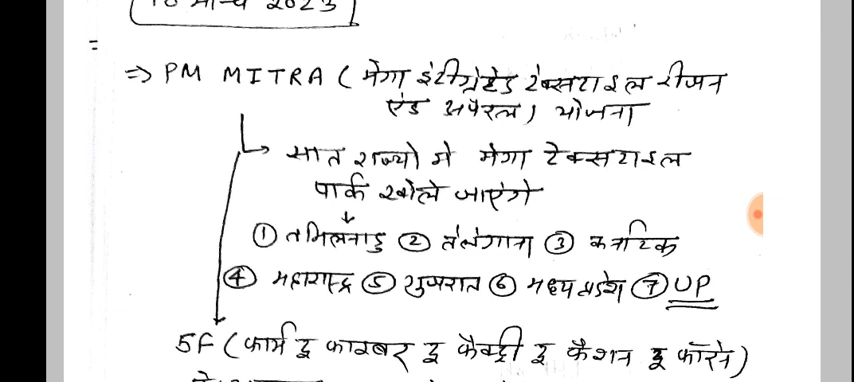 मार्च 2023
=
⇒ PM MITRA ( मेगा इंटीग्रेटेड टेक्सटाइल रीजन
एंड अपैरल ) योजना
↳ सात राज्यो मे मेगा टेक्सटाइल
पार्क खोले जाएंगे
↓
① तमिलनाडु ② तेलंगाना ③ कर्नाटक
④ महाराष्ट्र ⑤ गुजरात ⑥ मध्य प्रदेश ⑦ UP
5F ( फार्म टू फाइबर टू फैक्ट्री टू फैशन टू फॉरेन )